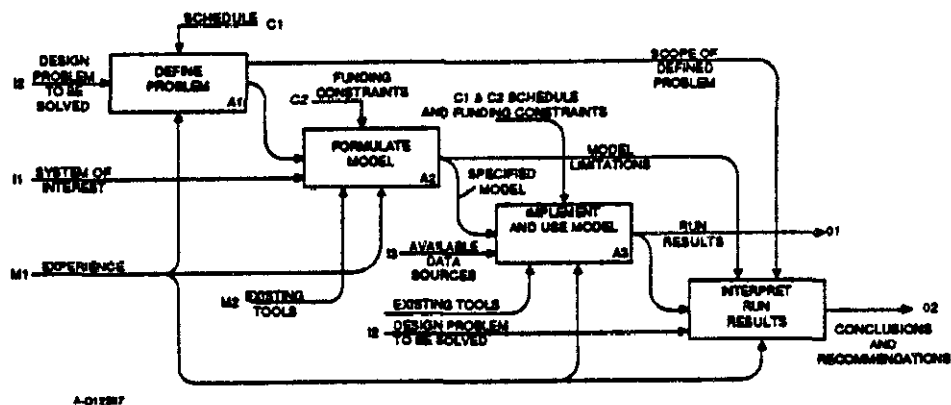 SCHEDULE C1
DESIGN
I2 PROBLEM
TO BE
SOLVED
DEFINE
PROBLEM
A1
SCOPE OF
DEFINED
PROBLEM
FUNDING
CONSTRAINTS
C2
C1 & C2 SCHEDULE
AND FUNDING CONSTRAINTS
FORMULATE
MODEL
A2
MODEL
LIMITATIONS
I1 SYSTEM OF
INTEREST
SPECIFIED
MODEL
IMPLEMENT
AND USE MODEL
A3
RUN
RESULTS
O1
M1 EXPERIENCE
I3 AVAILABLE
DATA
SOURCES
M2 EXISTING
TOOLS
EXISTING TOOLS
I2 DESIGN PROBLEM
TO BE SOLVED
INTERPRET
RUN
RESULTS
O2
CONCLUSIONS
AND
RECOMMENDATIONS